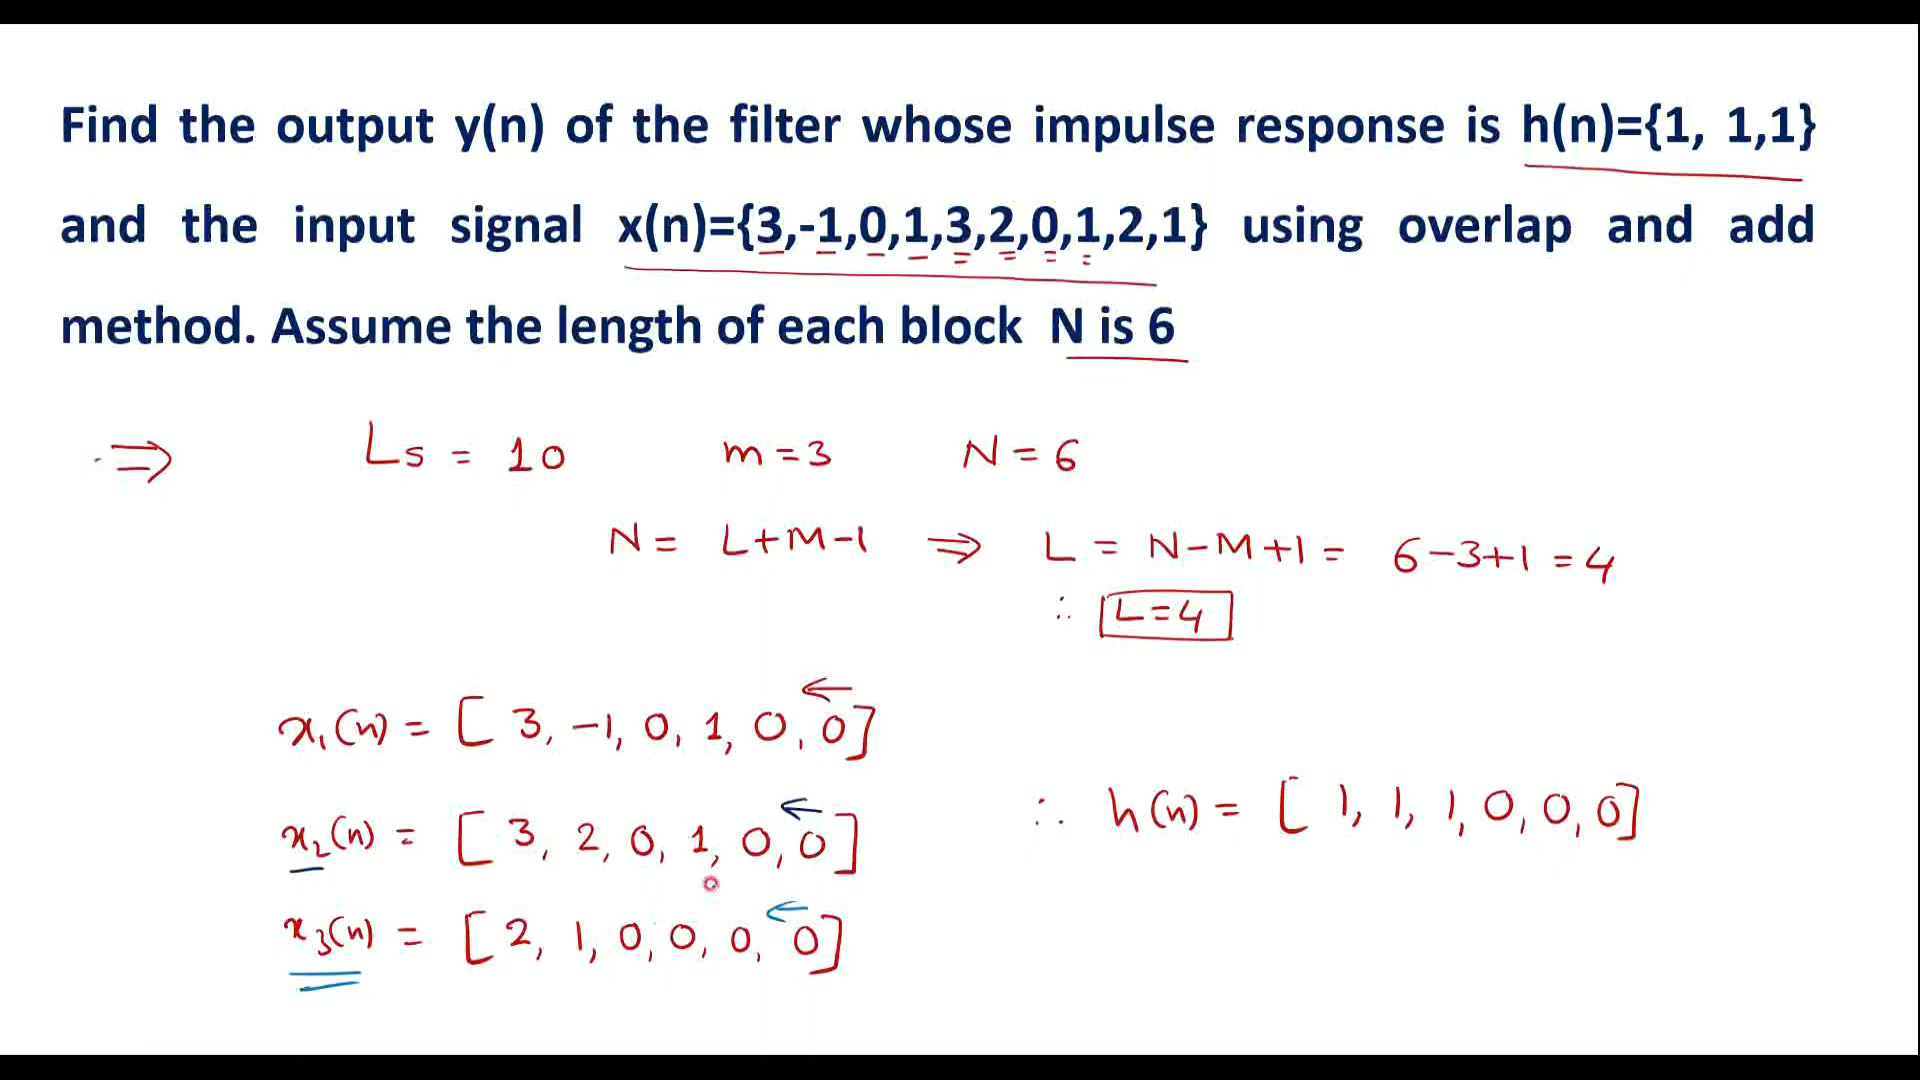 Find the output y(n) of the filter whose impulse response is h(n)={1, 1,1}
and the input signal x(n)={3,-1,0,1,3,2,0,1,2,1} using overlap and add
method. Assume the length of each block N is 6
⇒ Ls = 10 m = 3 N = 6
N = L+M-1 ⇒ L = N-M+1 = 6-3+1 = 4
∴ L=4
x₁(n) = [ 3, -1, 0, 1, 0, 0]
∴ h(n) = [ 1, 1, 1, 0, 0, 0]
x₂(n) = [ 3, 2, 0, 1, 0, 0]
x₃(n) = [ 2, 1, 0, 0, 0, 0]